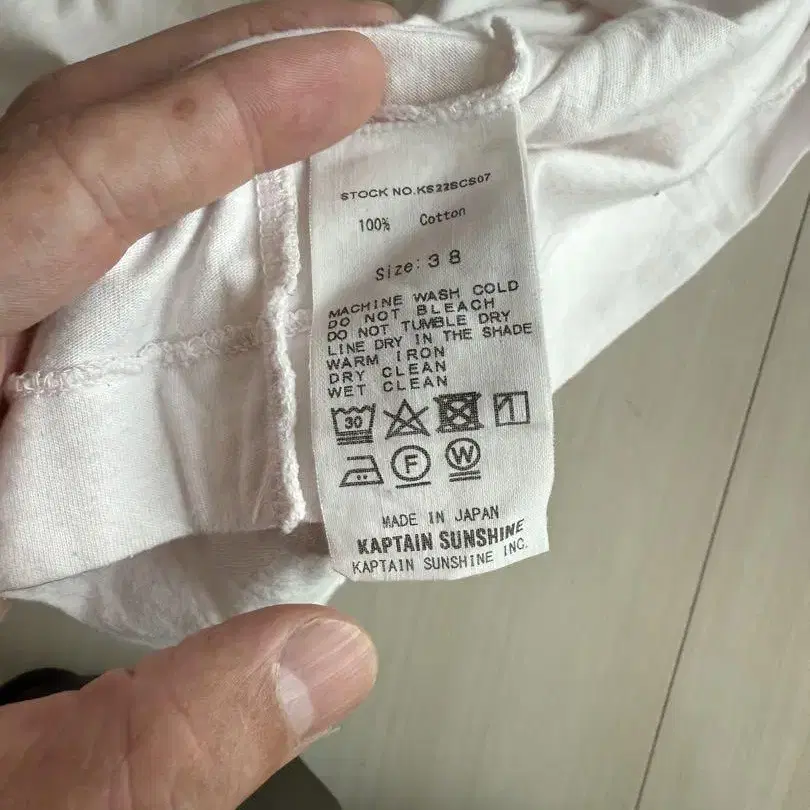 STOCK NO.KS22SCS07
100% Cotton
Size:38
MACHINE WASH COLD
DO NOT BLEACH
DO NOT TUMBLE DRY
LINE DRY IN THE SHADE
WARM IRON
DRY CLEAN
WET CLEAN
30
F W
MADE IN JAPAN
KAPTAIN SUNSHINE
KAPTAIN SUNSHINE INC.